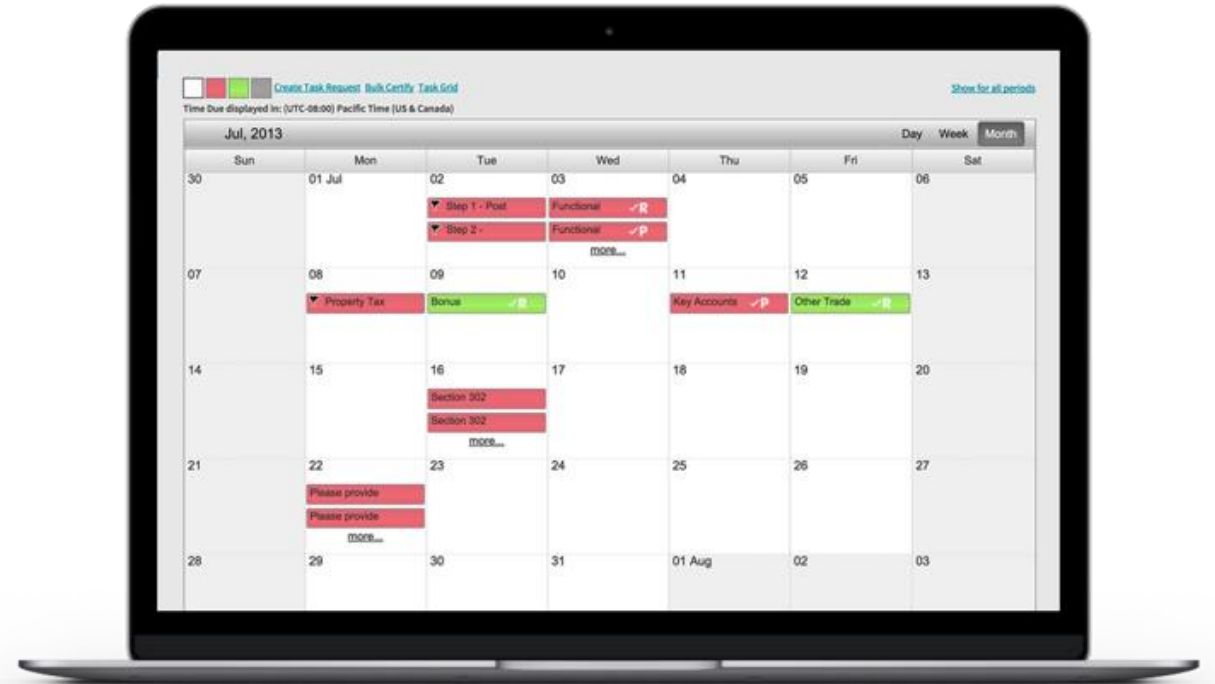 Create Task Request Bulk Certify Task Grid Show for all periods
Time Due displayed in: (UTC-08:00) Pacific Time (US & Canada)
Jul, 2013 Day Week Month
Sun Mon Tue Wed Thu Fri Sat
30 01 Jul 02 03 04 05 06
Step 1 - Post Functional ✓R
Step 2 - Functional ✓P
more...
07 08 09 10 11 12 13
Property Tax Bonus ✓R Key Accounts ✓P Other Trade ✓R
14 15 16 17 18 19 20
Section 302
Section 302
more...
21 22 23 24 25 26 27
Please provide
Please provide
more...
28 29 30 31 01 Aug 02 03